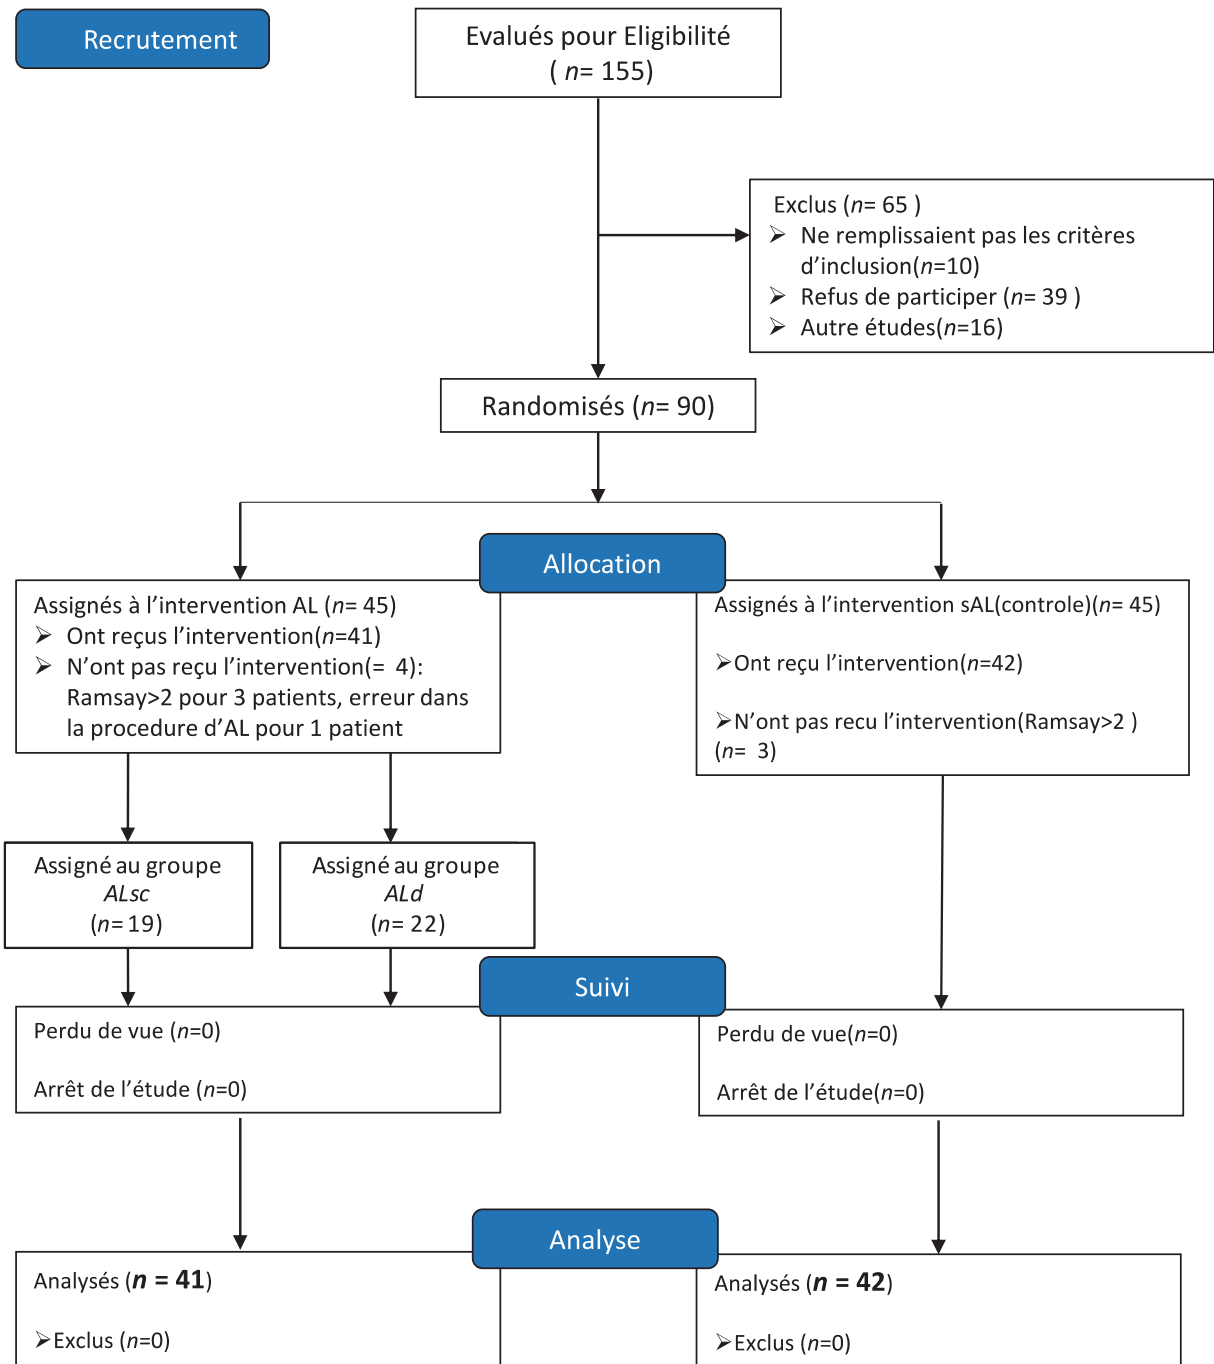 Recrutement
Evalués pour Eligibilité
( n= 155)
Exclus (n= 65 )
➢ Ne remplissaient pas les critères
d’inclusion(n=10)
➢ Refus de participer (n= 39 )
➢ Autre études(n=16)
Randomisés (n= 90)
Allocation
Assignés à l’intervention AL (n= 45)
➢ Ont reçus l’intervention(n=41)
➢ N’ont pas reçu l’intervention(= 4):
Ramsay>2 pour 3 patients, erreur dans
la procedure d’AL pour 1 patient
Assignés à l’intervention sAL(controle)(n= 45)
➢Ont reçu l’intervention(n=42)
➢N’ont pas recu l’intervention(Ramsay>2 )
(n= 3)
Assigné au groupe
ALsc
(n= 19)
Assigné au groupe
ALd
(n= 22)
Suivi
Perdu de vue (n=0)
Arrêt de l’étude (n=0)
Perdu de vue(n=0)
Arrêt de l’étude(n=0)
Analyse
Analysés (n = 41)
➢Exclus (n=0)
Analysés (n = 42)
➢Exclus (n=0)